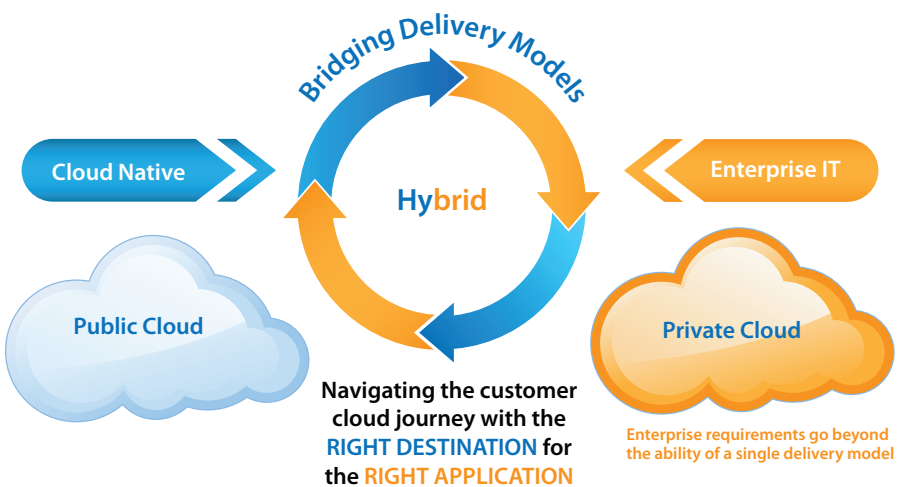 Bridging Delivery Models
Cloud Native
Enterprise IT
Hybrid
Public Cloud
Private Cloud
Navigating the customer
cloud journey with the
RIGHT DESTINATION for
the RIGHT APPLICATION
Enterprise requirements go beyond
the ability of a single delivery model